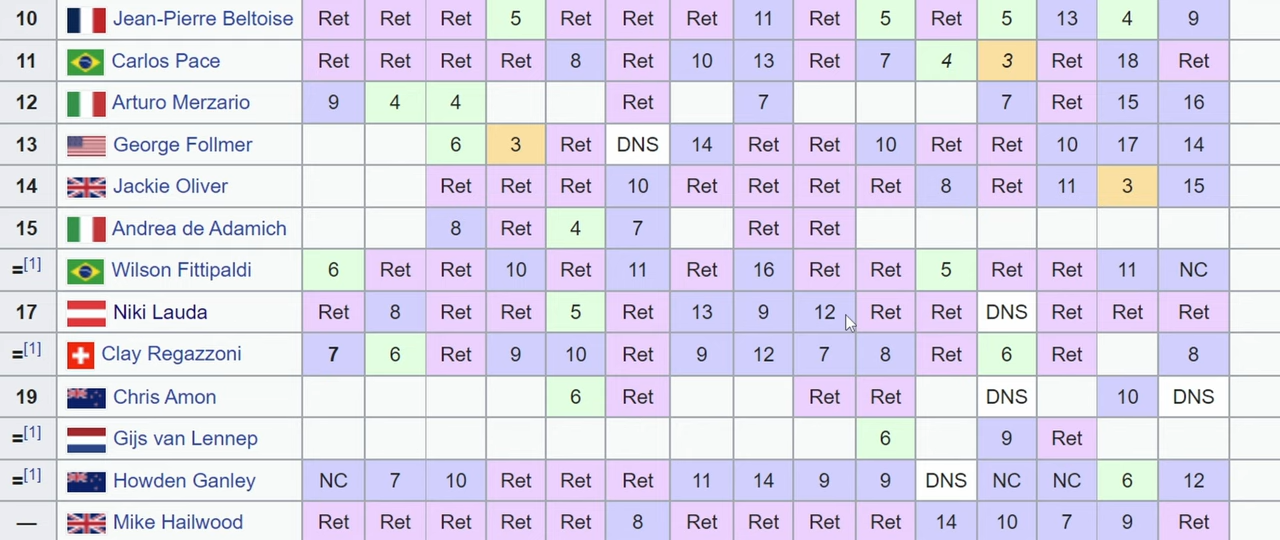 10 Jean-Pierre Beltoise Ret Ret Ret 5 Ret Ret Ret 11 Ret 5 Ret 5 13 4 9
11 Carlos Pace Ret Ret Ret Ret 8 Ret 10 13 Ret 7 4 3 Ret 18 Ret
12 Arturo Merzario 9 4 4 Ret 7 7 Ret 15 16
13 George Follmer 6 3 Ret DNS 14 Ret Ret 10 Ret Ret 10 17 14
14 Jackie Oliver Ret Ret Ret 10 Ret Ret Ret Ret 8 Ret 11 3 15
15 Andrea de Adamich 8 Ret 4 7 Ret Ret
=[1] Wilson Fittipaldi 6 Ret Ret 10 Ret 11 Ret 16 Ret Ret 5 Ret Ret 11 NC
17 Niki Lauda Ret 8 Ret Ret 5 Ret 13 9 12 Ret Ret DNS Ret Ret Ret
=[1] Clay Regazzoni 7 6 Ret 9 10 Ret 9 12 7 8 Ret 6 Ret 8
19 Chris Amon 6 Ret Ret Ret DNS 10 DNS
=[1] Gijs van Lennep 6 9 Ret
=[1] Howden Ganley NC 7 10 Ret Ret Ret 11 14 9 9 DNS NC NC 6 12
— Mike Hailwood Ret Ret Ret Ret Ret 8 Ret Ret Ret Ret 14 10 7 9 Ret